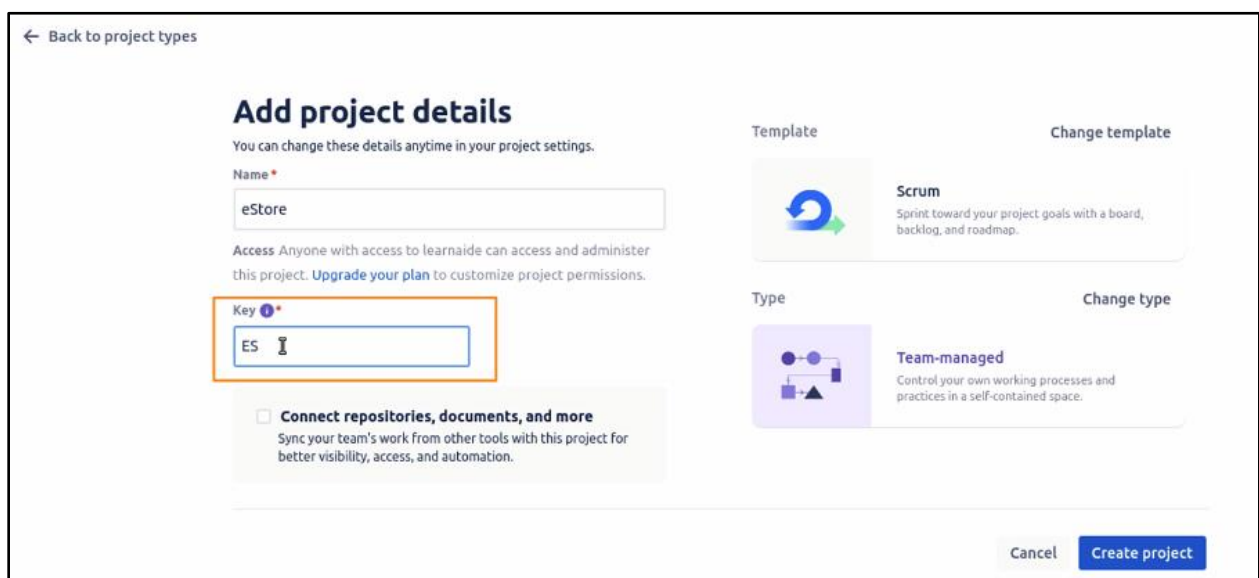 ← Back to project types
Add project details
You can change these details anytime in your project settings.
Name *
eStore
Access Anyone with access to learnaide can access and administer
this project. Upgrade your plan to customize project permissions.
Key i *
ES
Connect repositories, documents, and more
Sync your team's work from other tools with this project for
better visibility, access, and automation.
Template
Change template
Scrum
Sprint toward your project goals with a board,
backlog, and roadmap.
Type
Change type
Team-managed
Control your own working processes and
practices in a self-contained space.
Cancel
Create project